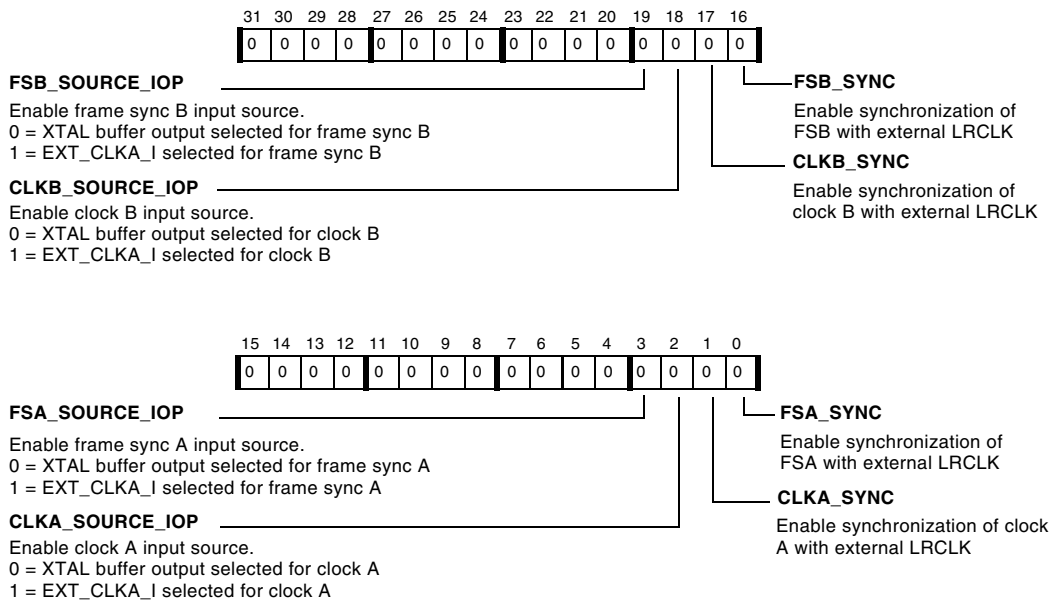 31 30 29 28 27 26 25 24 23 22 21 20 19 18 17 16
0 0 0 0 0 0 0 0 0 0 0 0 0 0 0 0
FSB_SOURCE_IOP
Enable frame sync B input source.
0 = XTAL buffer output selected for frame sync B
1 = EXT_CLKA_I selected for frame sync B
CLKB_SOURCE_IOP
Enable clock B input source.
0 = XTAL buffer output selected for clock B
1 = EXT_CLKA_I selected for clock B
FSB_SYNC
Enable synchronization of
FSB with external LRCLK
CLKB_SYNC
Enable synchronization of
clock B with external LRCLK
15 14 13 12 11 10 9 8 7 6 5 4 3 2 1 0
0 0 0 0 0 0 0 0 0 0 0 0 0 0 0 0
FSA_SOURCE_IOP
Enable frame sync A input source.
0 = XTAL buffer output selected for frame sync A
1 = EXT_CLKA_I selected for frame sync A
CLKA_SOURCE_IOP
Enable clock A input source.
0 = XTAL buffer output selected for clock A
1 = EXT_CLKA_I selected for clock A
FSA_SYNC
Enable synchronization of
FSA with external LRCLK
CLKA_SYNC
Enable synchronization of clock
A with external LRCLK